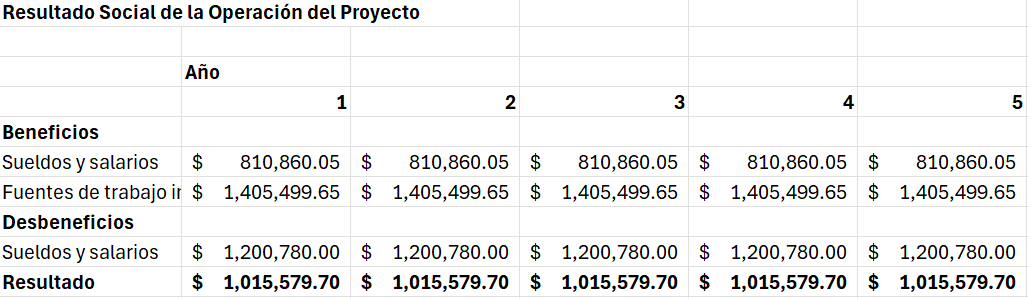 Resultado Social de la Operación del Proyecto
Año
1 2 3 4 5
Beneficios
Sueldos y salarios $ 810,860.05 $ 810,860.05 $ 810,860.05 $ 810,860.05 $ 810,860.05
Fuentes de trabajo ir $ 1,405,499.65 $ 1,405,499.65 $ 1,405,499.65 $ 1,405,499.65 $ 1,405,499.65
Desbeneficios
Sueldos y salarios $ 1,200,780.00 $ 1,200,780.00 $ 1,200,780.00 $ 1,200,780.00 $ 1,200,780.00
Resultado $ 1,015,579.70 $ 1,015,579.70 $ 1,015,579.70 $ 1,015,579.70 $ 1,015,579.70